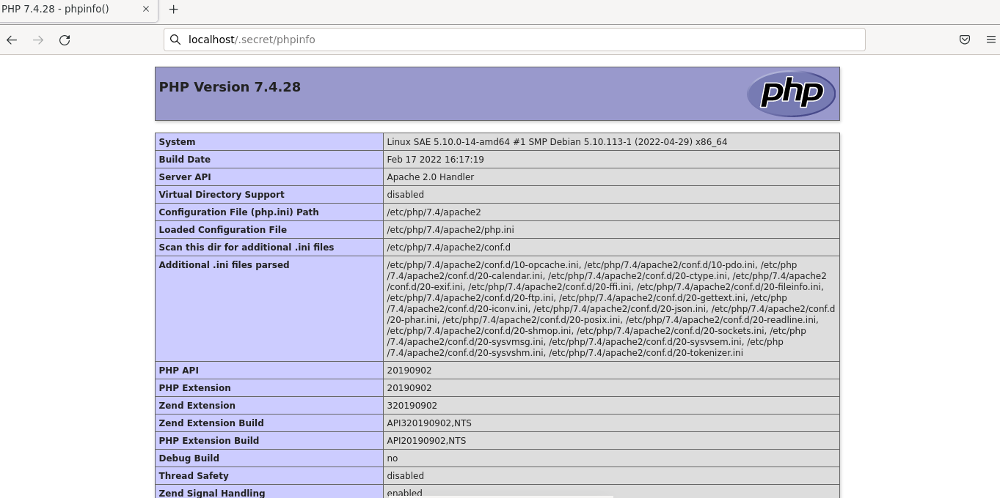 PHP 7.4.28 - phpinfo()
localhost/.secret/phpinfo
PHP Version 7.4.28
php
System Linux SAE 5.10.0-14-amd64 #1 SMP Debian 5.10.113-1 (2022-04-29) x86_64
Build Date Feb 17 2022 16:17:19
Server API Apache 2.0 Handler
Virtual Directory Support disabled
Configuration File (php.ini) Path /etc/php/7.4/apache2
Loaded Configuration File /etc/php/7.4/apache2/php.ini
Scan this dir for additional .ini files /etc/php/7.4/apache2/conf.d
Additional .ini files parsed /etc/php/7.4/apache2/conf.d/10-opcache.ini, /etc/php/7.4/apache2/conf.d/10-pdo.ini, /etc/php
/7.4/apache2/conf.d/20-calendar.ini, /etc/php/7.4/apache2/conf.d/20-ctype.ini, /etc/php/7.4/apache2
/conf.d/20-exif.ini, /etc/php/7.4/apache2/conf.d/20-ffi.ini, /etc/php/7.4/apache2/conf.d/20-fileinfo.ini,
/etc/php/7.4/apache2/conf.d/20-ftp.ini, /etc/php/7.4/apache2/conf.d/20-gettext.ini, /etc/php
/7.4/apache2/conf.d/20-iconv.ini, /etc/php/7.4/apache2/conf.d/20-json.ini, /etc/php/7.4/apache2/conf.d
/20-phar.ini, /etc/php/7.4/apache2/conf.d/20-posix.ini, /etc/php/7.4/apache2/conf.d/20-readline.ini,
/etc/php/7.4/apache2/conf.d/20-shmop.ini, /etc/php/7.4/apache2/conf.d/20-sockets.ini, /etc/php
/7.4/apache2/conf.d/20-sysvmsg.ini, /etc/php/7.4/apache2/conf.d/20-sysvsem.ini, /etc/php
/7.4/apache2/conf.d/20-sysvshm.ini, /etc/php/7.4/apache2/conf.d/20-tokenizer.ini
PHP API 20190902
PHP Extension 20190902
Zend Extension 320190902
Zend Extension Build API320190902,NTS
PHP Extension Build API20190902,NTS
Debug Build no
Thread Safety disabled
Zend Signal Handling enabled